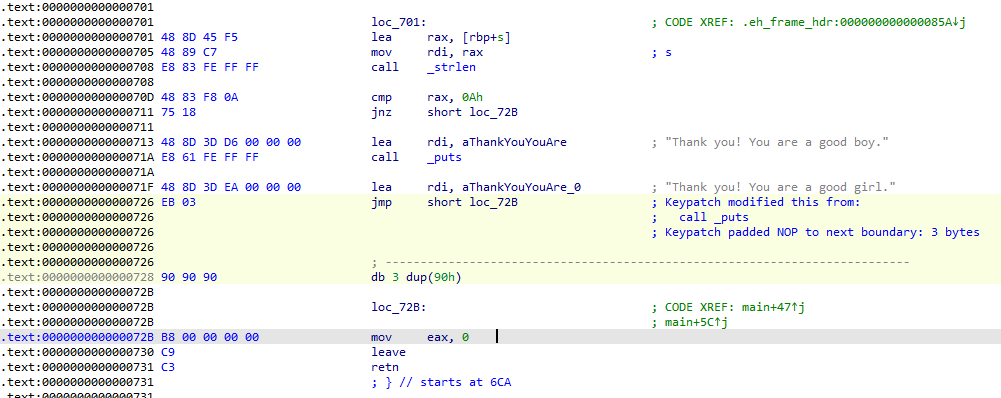 .text:0000000000000701
.text:0000000000000701 loc_701: ; CODE XREF: .eh_frame_hdr:000000000000085A↓j
.text:0000000000000701 48 8D 45 F5 lea rax, [rbp+s]
.text:0000000000000705 48 89 C7 mov rdi, rax ; s
.text:0000000000000708 E8 83 FE FF FF call _strlen
.text:0000000000000708
.text:000000000000070D 48 83 F8 0A cmp rax, 0Ah
.text:0000000000000711 75 18 jnz short loc_72B
.text:0000000000000711
.text:0000000000000713 48 8D 3D D6 00 00 00 lea rdi, aThankYouYouAre ; "Thank you! You are a good boy."
.text:000000000000071A E8 61 FE FF FF call _puts
.text:000000000000071A
.text:000000000000071F 48 8D 3D EA 00 00 00 lea rdi, aThankYouYouAre_0 ; "Thank you! You are a good girl."
.text:0000000000000726 EB 03 jmp short loc_72B ; Keypatch modified this from:
.text:0000000000000726 ; call _puts
.text:0000000000000726 ; Keypatch padded NOP to next boundary: 3 bytes
.text:0000000000000726
.text:0000000000000726 ; ---------------------------------------------------------------------------
.text:0000000000000728 90 90 90 db 3 dup(90h)
.text:000000000000072B
.text:000000000000072B loc_72B: ; CODE XREF: main+47↑j
.text:000000000000072B ; main+5C↑j
.text:000000000000072B B8 00 00 00 00 mov eax, 0
.text:0000000000000730 C9 leave
.text:0000000000000731 C3 retn
.text:0000000000000731 ; } // starts at 6CA
.text:0000000000000731